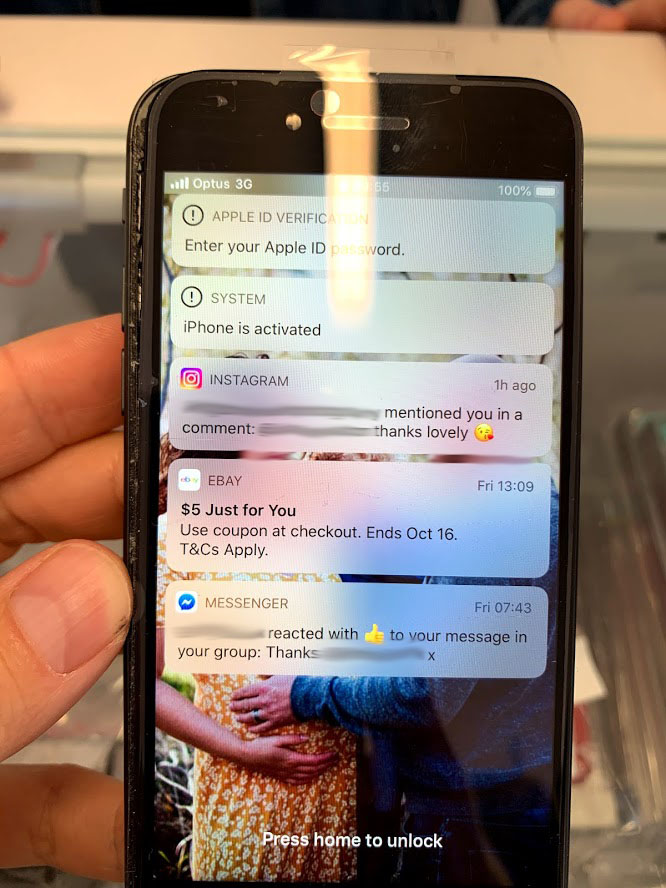 Optus 3G
:55
100%
APPLE ID VERIFICATION
Enter your Apple ID password.
SYSTEM
iPhone is activated
INSTAGRAM
1h ago
mentioned you in a
comment: thanks lovely 😘
ebay
EBAY
Fri 13:09
$5 Just for You
Use coupon at checkout. Ends Oct 16.
T&Cs Apply.
MESSENGER
Fri 07:43
reacted with 👍 to your message in
your group: Thanks x
Press home to unlock